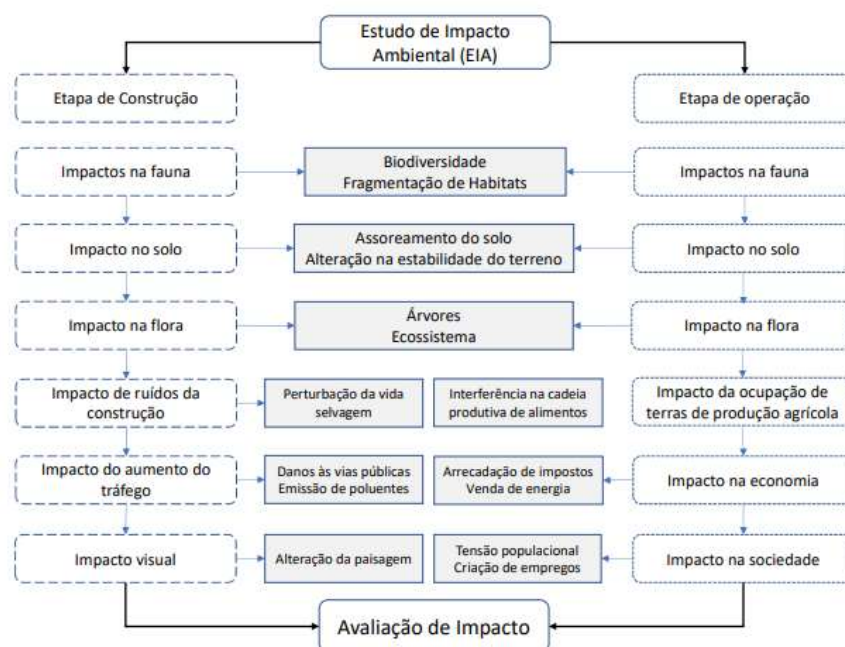 Estudo de Impacto
Ambiental (EIA)
Etapa de Construção
Etapa de operação
Impactos na fauna
Biodiversidade
Fragmentação de Habitats
Impactos na fauna
Impacto no solo
Assoreamento do solo
Alteração na estabilidade do terreno
Impacto no solo
Impacto na flora
Árvores
Ecossistema
Impacto na flora
Impacto de ruídos da
construção
Perturbação da vida
selvagem
Interferência na cadeia
produtiva de alimentos
Impacto da ocupação de
terras de produção agrícola
Impacto do aumento do
tráfego
Danos às vias públicas
Emissão de poluentes
Arrecadação de impostos
Venda de energia
Impacto na economia
Impacto visual
Alteração da paisagem
Tensão populacional
Criação de empregos
Impacto na sociedade
Avaliação de Impacto